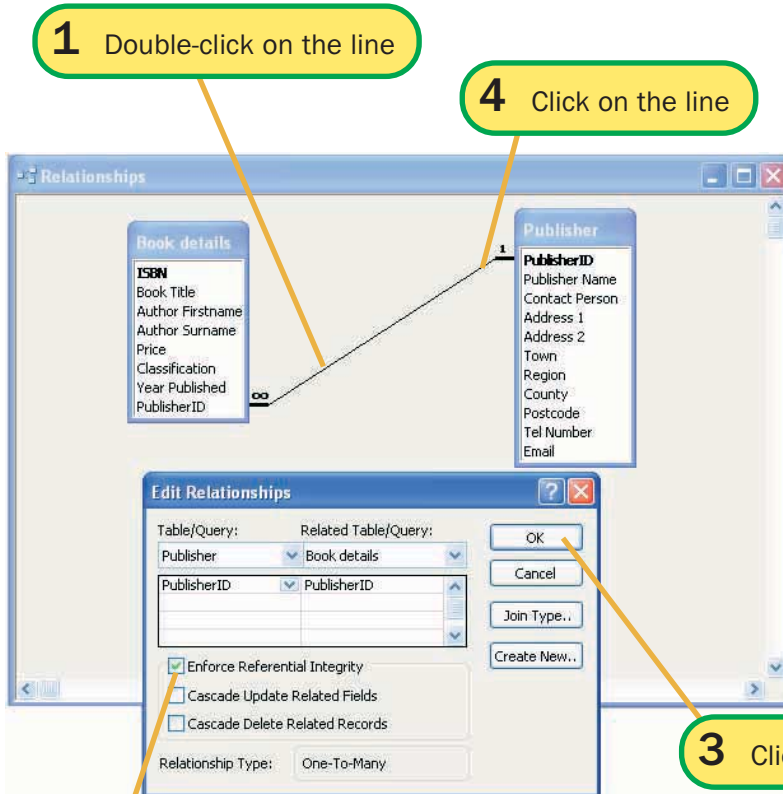 1 Double-click on the line
4 Click on the line
Relationships
Book details
ISBN
Book Title
Author Firstname
Author Surname
Price
Classification
Year Published
PublisherID
∞
1
Publisher
PublisherID
Publisher Name
Contact Person
Address 1
Address 2
Town
Region
County
Postcode
Tel Number
Email
Edit Relationships
Table/Query: Related Table/Query:
Publisher Book details
PublisherID PublisherID
OK
Cancel
Join Type..
Create New..
Enforce Referential Integrity
Cascade Update Related Fields
Cascade Delete Related Records
Relationship Type: One-To-Many
3